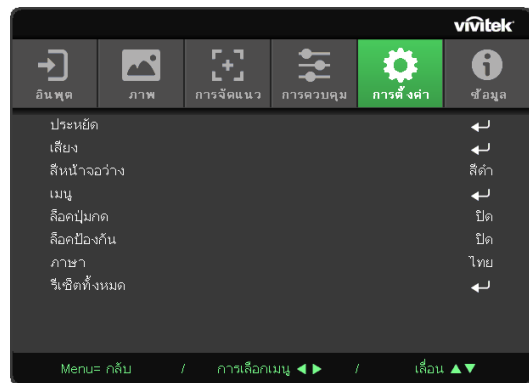 vivitek
อินพุต ภาพ การจัดแนว การควบคุม การตั้งค่า ข้อมูล
ประหยัด
เสียง
สีหน้าจอว่าง สีดำ
เมนู
ล็อคปุ่มกด ปิด
ล็อคป้องกัน ปิด
ภาษา ไทย
รีเซ็ตทั้งหมด
Menu= กลับ / การเลือกเมนู ◀ ▶ / เลื่อน ▲▼